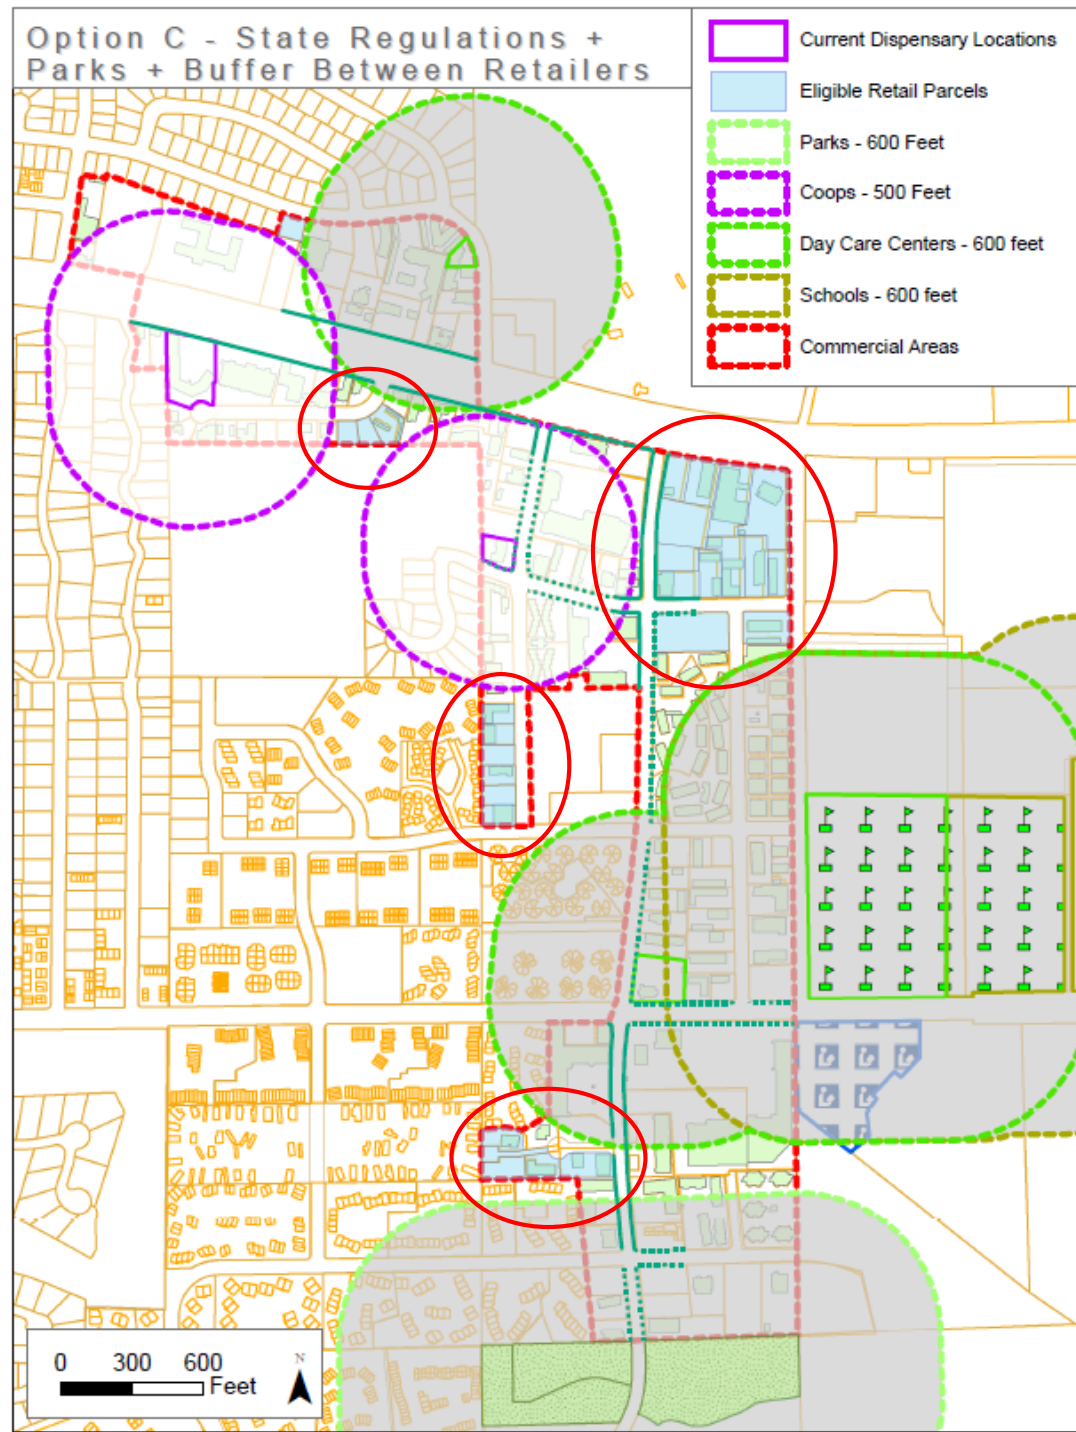 Option C - State Regulations +
Parks + Buffer Between Retailers
Current Dispensary Locations
Eligible Retail Parcels
Parks - 600 Feet
Coops - 500 Feet
Day Care Centers - 600 feet
Schools - 600 feet
Commercial Areas
0 300 600
Feet
N